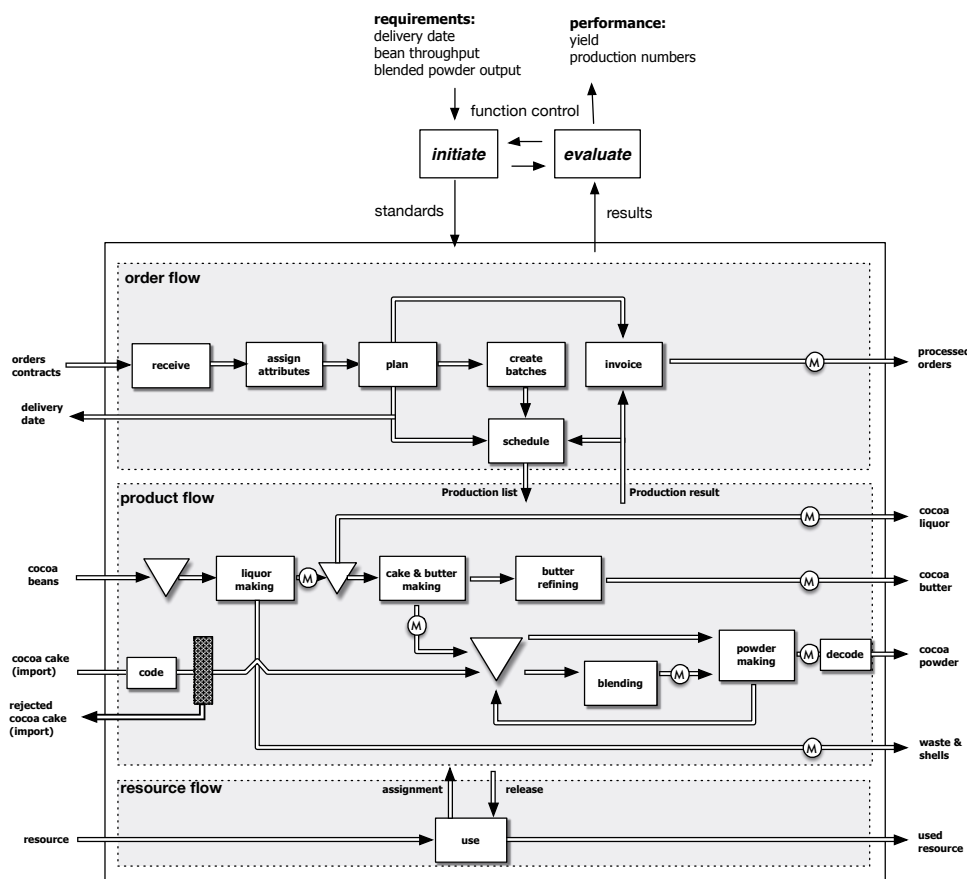 requirements:
delivery date
bean throughput
blended powder output
performance:
yield
production numbers
function control
initiate
evaluate
standards
results
order flow
orders
contracts
receive
assign
attributes
plan
create
batches
invoice
M
processed
orders
delivery
date
schedule
Production list
Production result
product flow
M
cocoa
liquor
cocoa
beans
liquor
making
M
cake & butter
making
butter
refining
M
cocoa
butter
M
cocoa cake
(import)
code
blending
M
powder
making
M
decode
cocoa
powder
rejected
cocoa cake
(import)
M
waste &
shells
resource flow
assignment
release
resource
use
used
resource